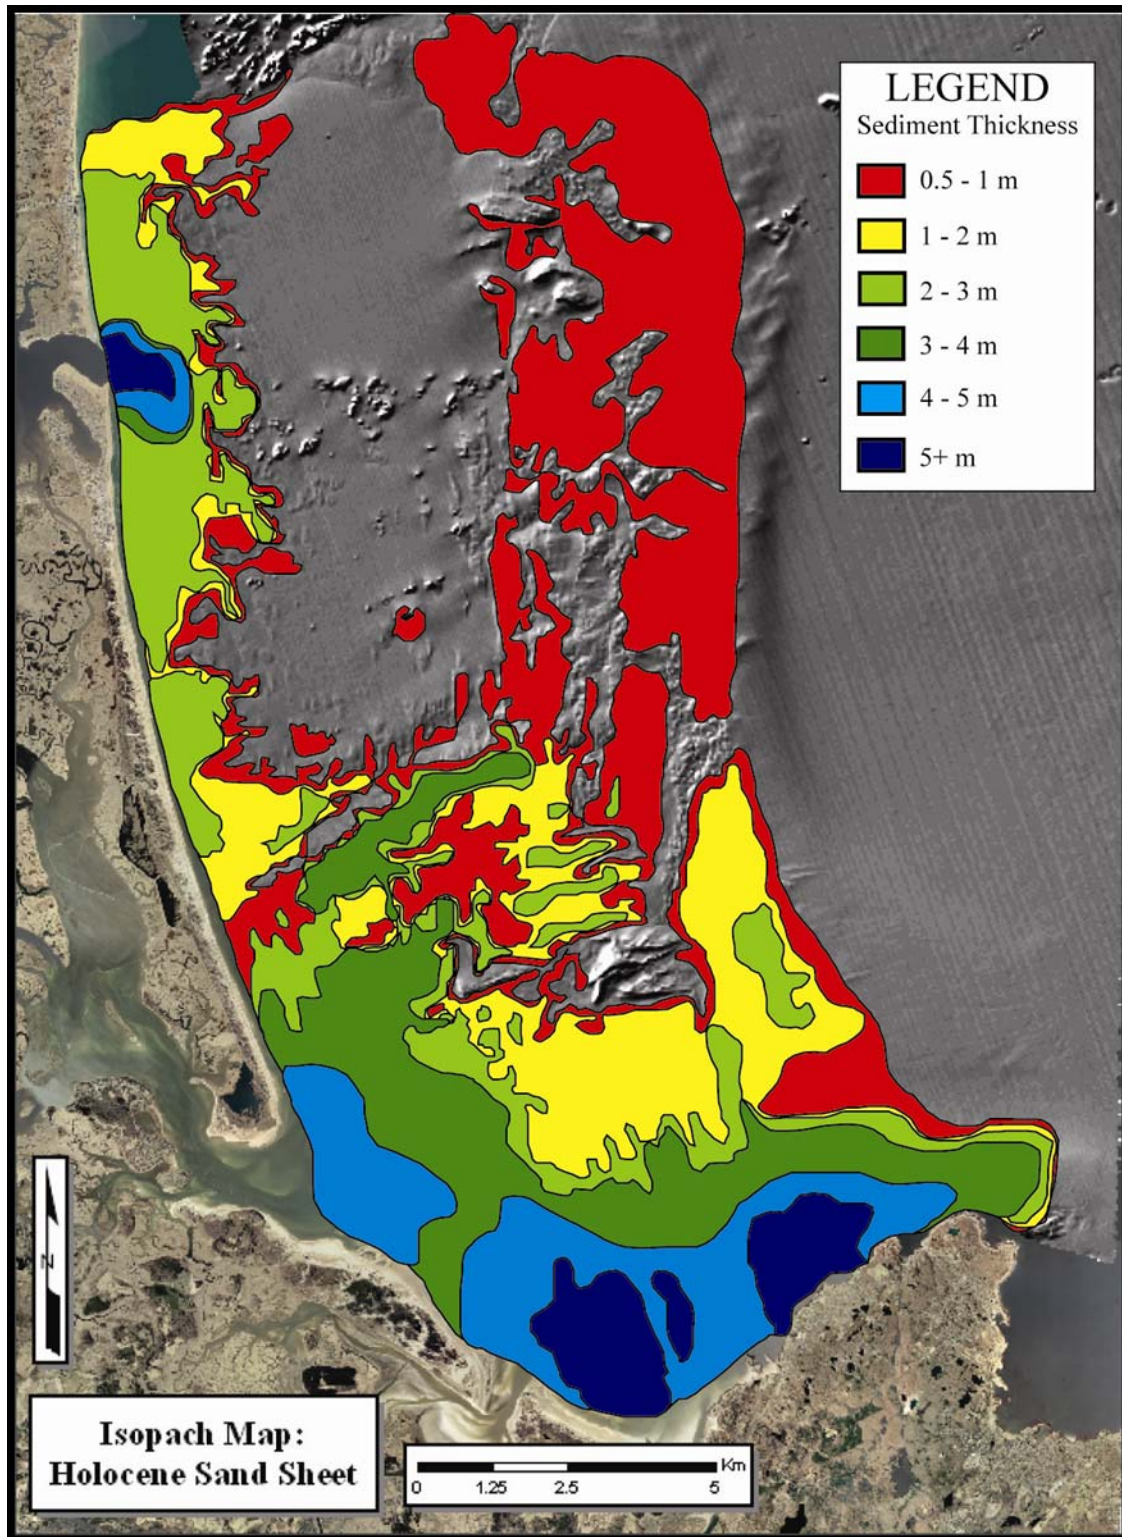 LEGEND
Sediment Thickness
0.5 - 1 m
1 - 2 m
2 - 3 m
3 - 4 m
4 - 5 m
5+ m
N
Isopach Map:
Holocene Sand Sheet
Km
0 1.25 2.5 5